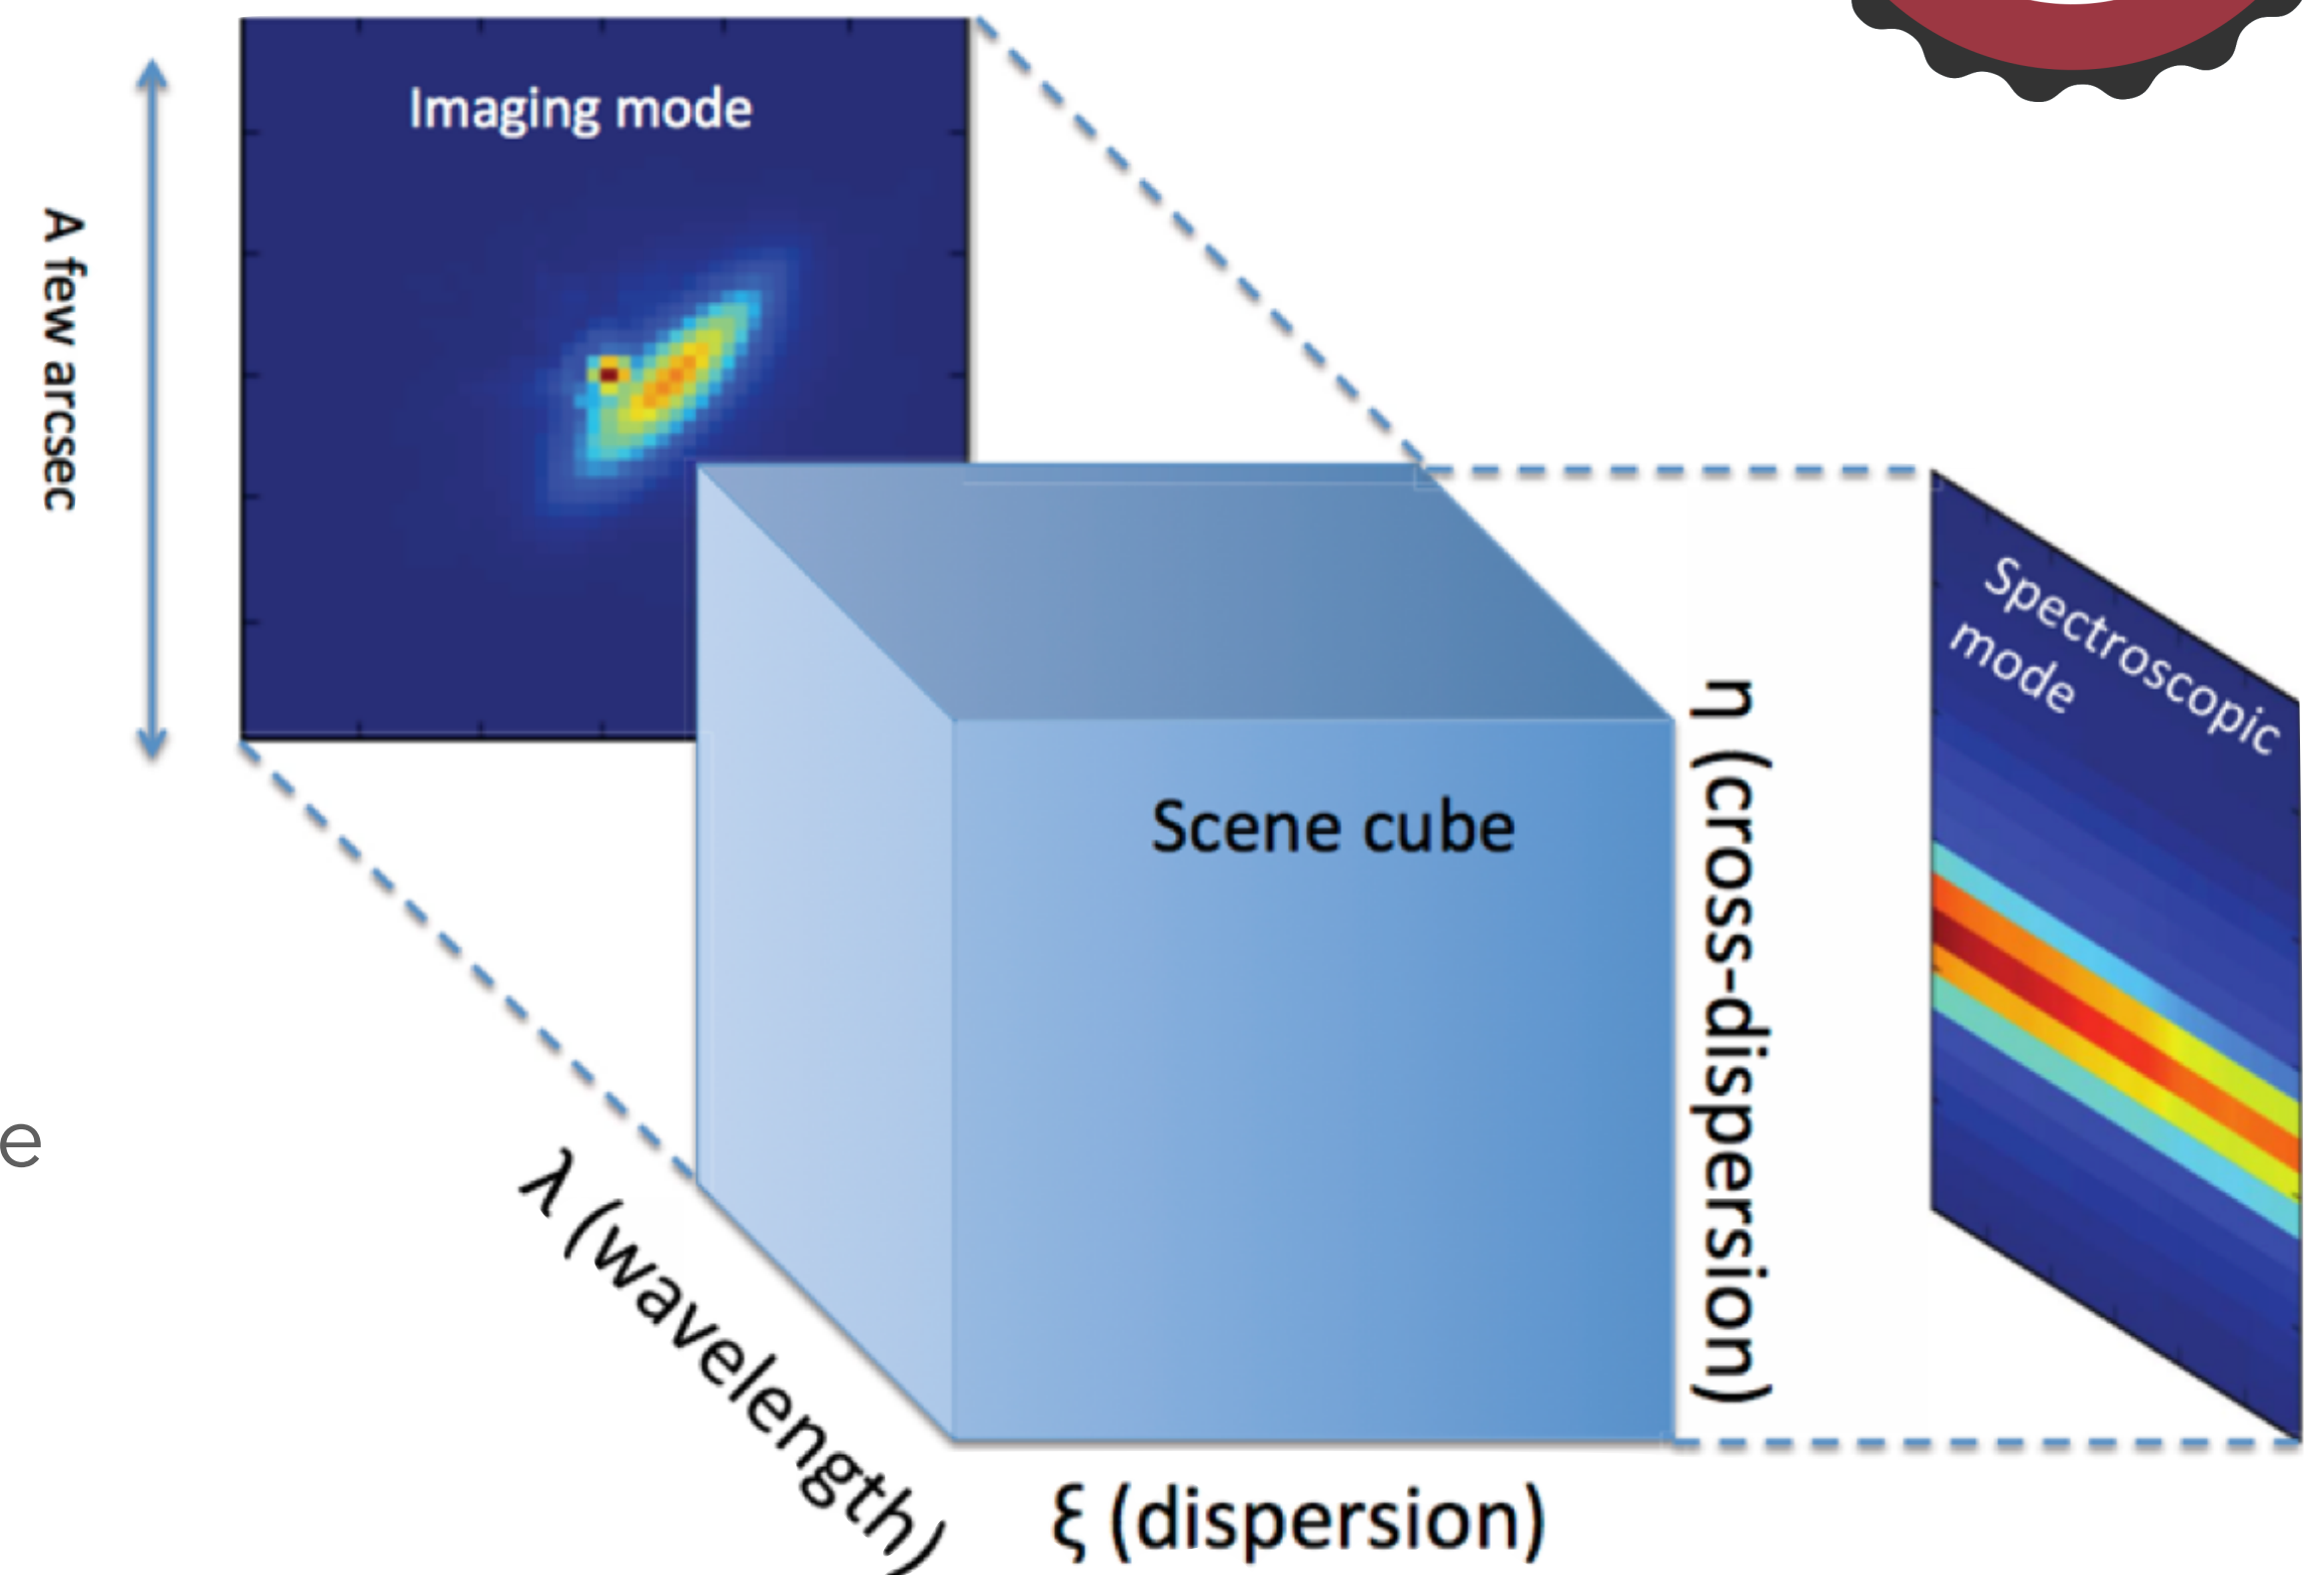 Imaging mode
A few arcsec
Spectroscopic
mode
Scene cube
η (cross-dispersion)
e
λ (wavelength)
ξ (dispersion)